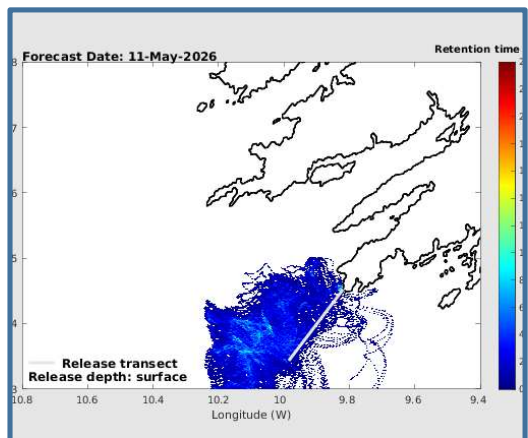 Forecast Date: 11-May-2026
Retention time
8
7
6
5
4
3
Release transect
Release depth: surface
10.8 10.6 10.4 10.2 10 9.8 9.6 9.4
Longitude (W)